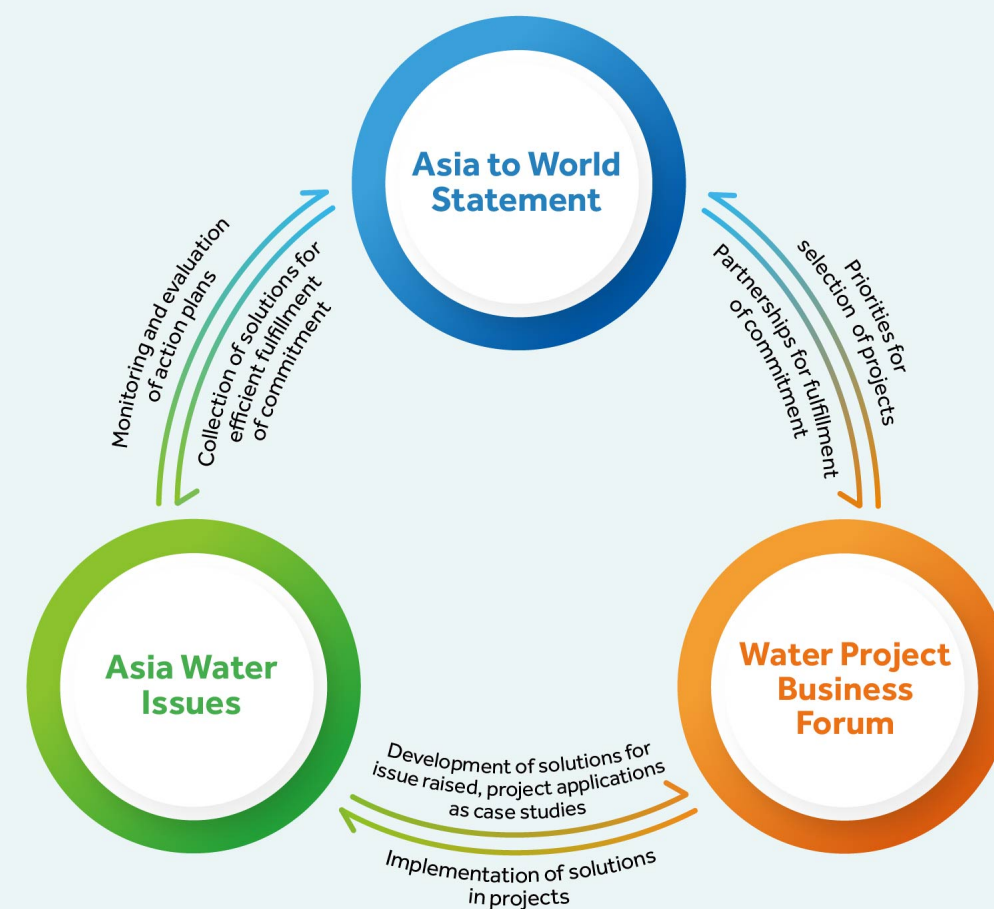 Asia to World
Statement
Monitoring and evaluation
of action plans
Collection of solutions for
efficient fulfillment
of commitment
Priorities for
selection of projects
Partnerships for fulfillment
of commitment
Asia Water
Issues
Water Project
Business
Forum
Development of solutions for
issue raised, project applications
as case studies
Implementation of solutions
in projects